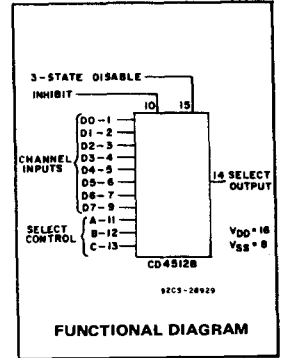 3-STATE DISABLE
INHIBIT
10 15
D0-1
D1-2
D2-3
D3-4
D4-5
D5-6
D6-7
D7-9
CHANNEL
INPUTS
14 SELECT
OUTPUT
SELECT
CONTROL
A-11
B-12
C-13
VDD=16
VSS=8
CD4512B
92CS-28929
FUNCTIONAL DIAGRAM